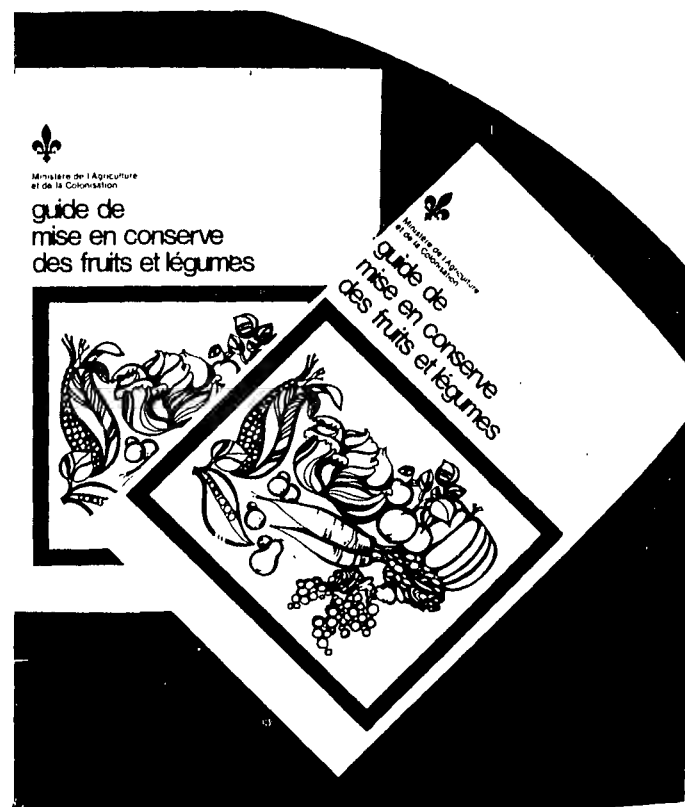 Ministère de l'Agriculture
et de la Colonisation
guide de
mise en conserve
des fruits et légumes
Ministère de l'Agriculture
et de la Colonisation
guide de
mise en conserve
des fruits et légumes